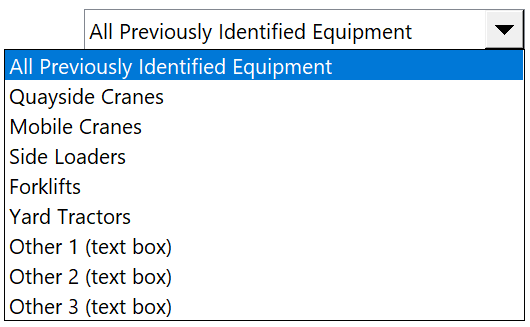 All Previously Identified Equipment
All Previously Identified Equipment
Quayside Cranes
Mobile Cranes
Side Loaders
Forklifts
Yard Tractors
Other 1 (text box)
Other 2 (text box)
Other 3 (text box)